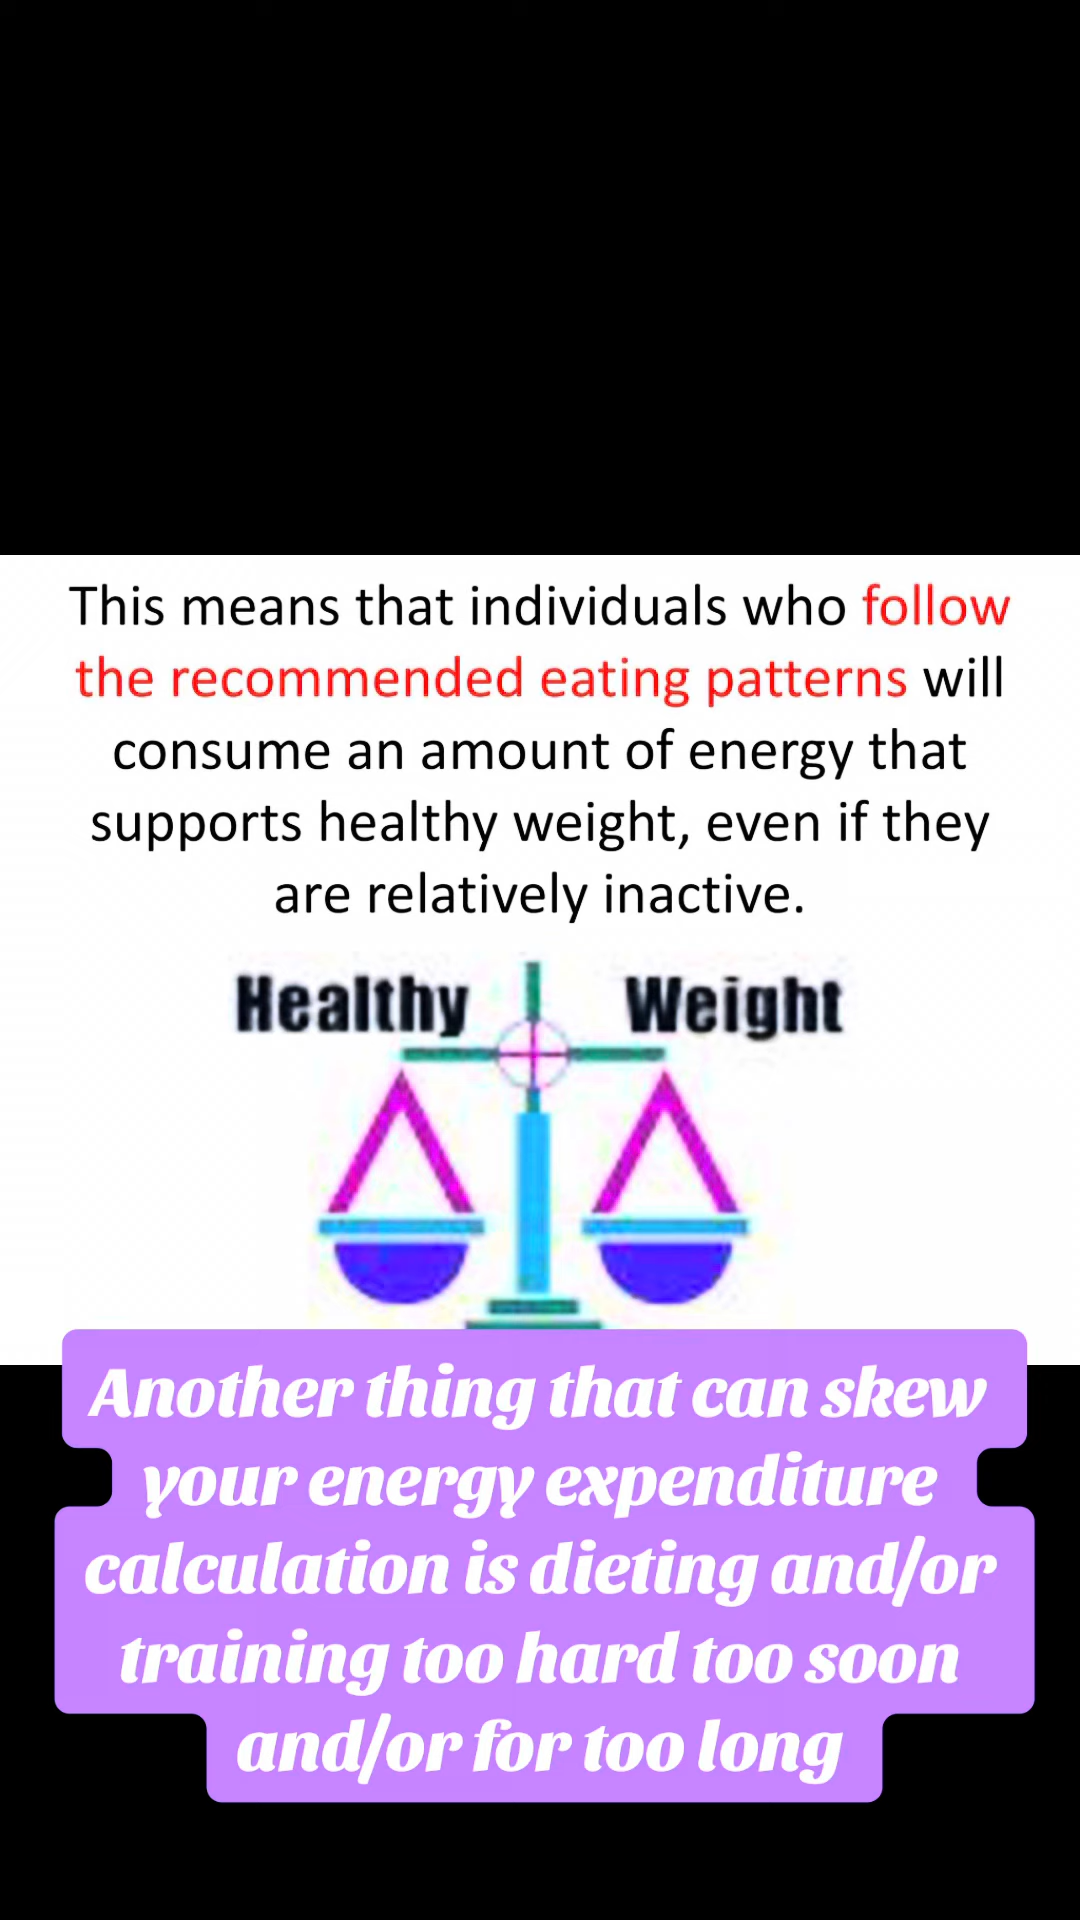 This means that individuals who follow
the recommended eating patterns will
consume an amount of energy that
supports healthy weight, even if they
are relatively inactive.
Healthy Weight
Another thing that can skew
your energy expenditure
calculation is dieting and/or
training too hard too soon
and/or for too long